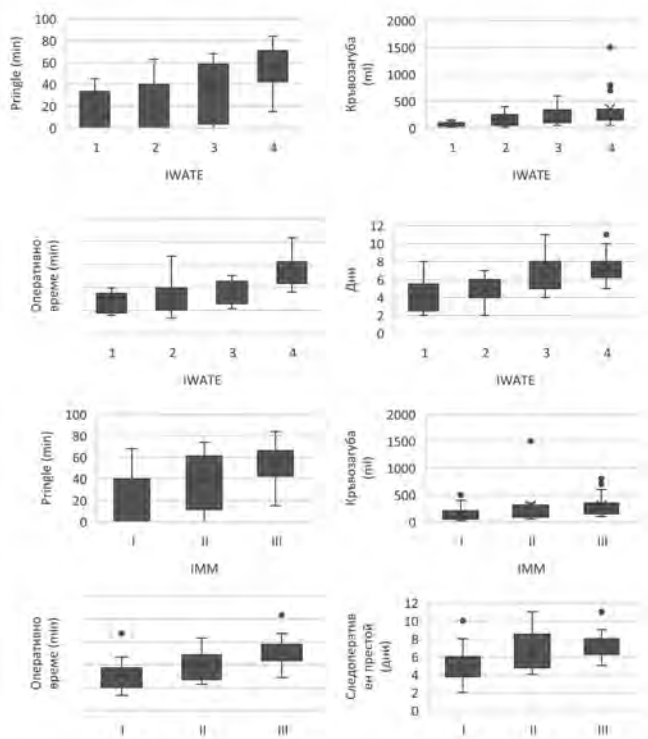 Pringle (min)
100
80
60
40
20
0
1 2 3 4
IWATE
Кръвозагуба
(ml)
2000
1500
1000
500
0
1 2 3 4
IWATE
Оперативно
време (min)
1 2 3 4
IWATE
Дни
12
10
8
6
4
2
0
1 2 3 4
IWATE
Pringle (min)
100
80
60
40
20
0
I II III
IMM
Кръвозагуба
(ml)
2000
1500
1000
500
0
I II III
IMM
Оперативно
време (min)
I II III
Следоператив
ен престой
(дни)
12
10
8
6
4
2
0
I II III